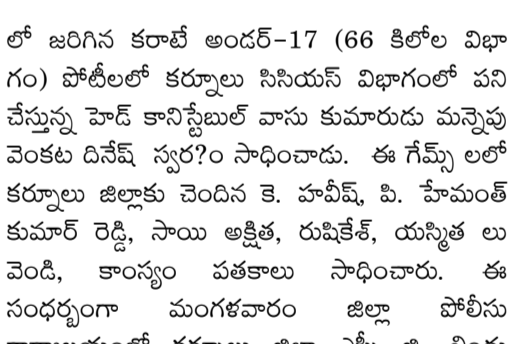 లో జరిగిన కరాటే అండర్-17 (66 కిలోల విభా
గం) పోటీలలో కర్నూలు సిసియస్ విభాగంలో పని
చేస్తున్న హెడ్ కానిస్టేబుల్ వాసు కుమారుడు మన్నెపు
వెంకట దినేష్ స్వర?ం సాధించాడు. ఈ గేమ్స్ లలో
కర్నూలు జిల్లాకు చెందిన కె. హవీష్, పి. హేమంత్
కుమార్ రెడ్డి, సాయి అక్షిత, రుషికేశ్, యస్మిత లు
వెండి, కాంస్యం పతకాలు సాధించారు. ఈ
సంధర్బంగా మంగళవారం జిల్లా పోలీసు